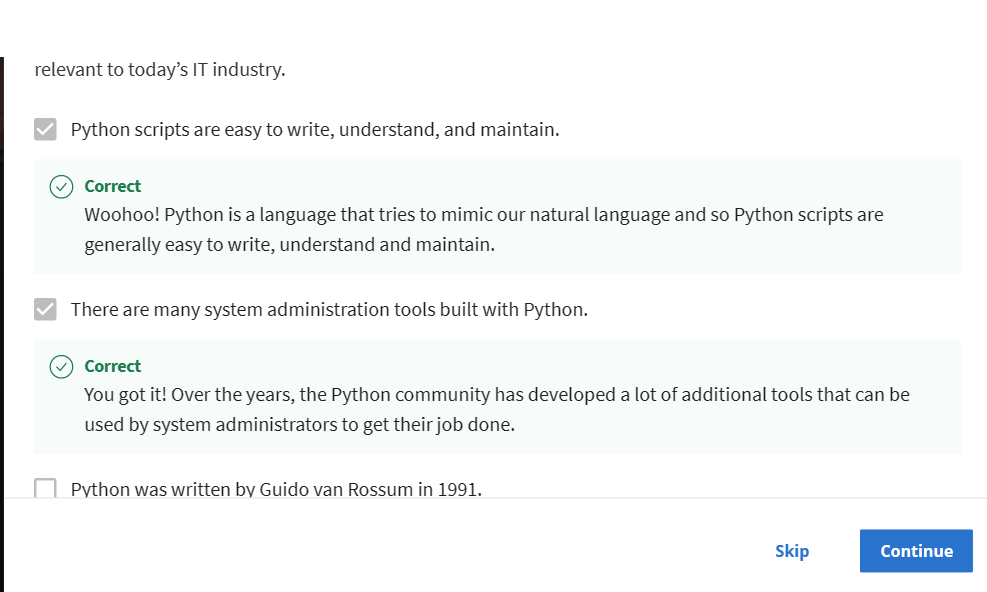 relevant to today’s IT industry.
Python scripts are easy to write, understand, and maintain.
Correct
Woohoo! Python is a language that tries to mimic our natural language and so Python scripts are
generally easy to write, understand and maintain.
There are many system administration tools built with Python.
Correct
You got it! Over the years, the Python community has developed a lot of additional tools that can be
used by system administrators to get their job done.
Python was written by Guido van Rossum in 1991.
Skip
Continue